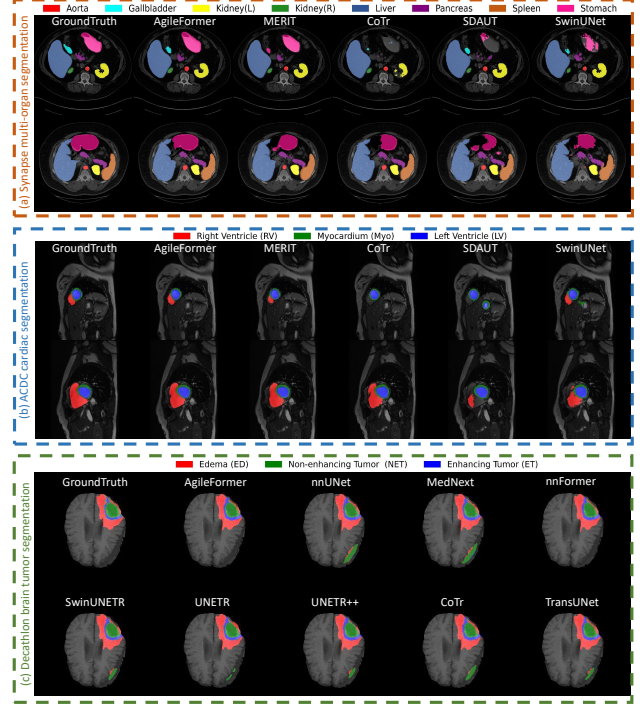 Aorta Gallbladder Kidney(L) Kidney(R) Liver Pancreas Spleen Stomach
GroundTruth AgileFormer MERIT CoTr SDAUT SwinUNet
(a) Synapse multi-organ segmentation
Right Ventricle (RV) Myocardium (Myo) Left Ventricle (LV)
GroundTruth AgileFormer MERIT CoTr SDAUT SwinUNet
(b) ACDC cardiac segmentation
Edema (ED) Non-enhancing Tumor (NET) Enhancing Tumor (ET)
GroundTruth AgileFormer nnUNet MedNext nnFormer
SwinUNETR UNETR UNETR++ CoTr TransUNet
(c) Decathlon brain tumor segmentation